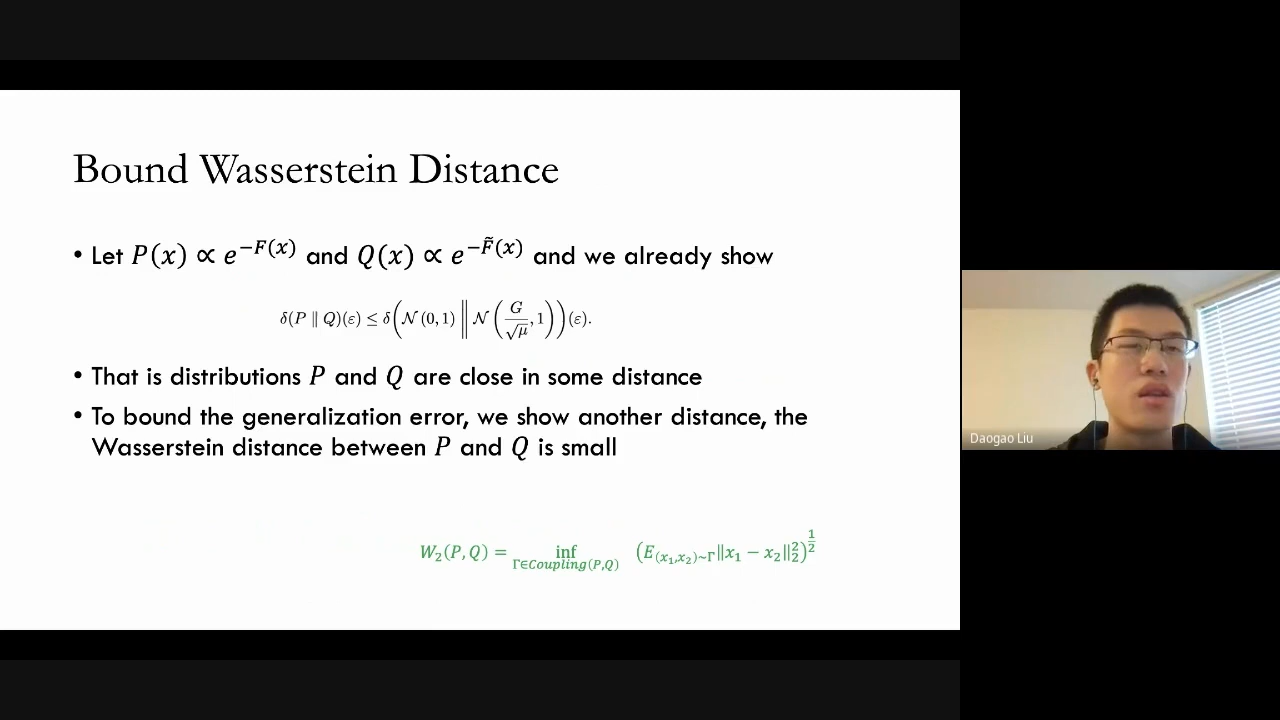 Bound Wasserstein Distance
• Let P(x) ∝ e^{-F(x)} and Q(x) ∝ e^{-F̃(x)} and we already show
δ(P ∥ Q)(ε) ≤ δ(𝒩(0, 1) ∥ 𝒩(G/√μ, 1))(ε).
• That is distributions P and Q are close in some distance
• To bound the generalization error, we show another distance, the
Wasserstein distance between P and Q is small
W₂(P, Q) = inf_{Γ∈Coupling(P,Q)} (E_{(x₁,x₂)~Γ}‖x₁ − x₂‖₂²)^{1/2}
Daogao Liu